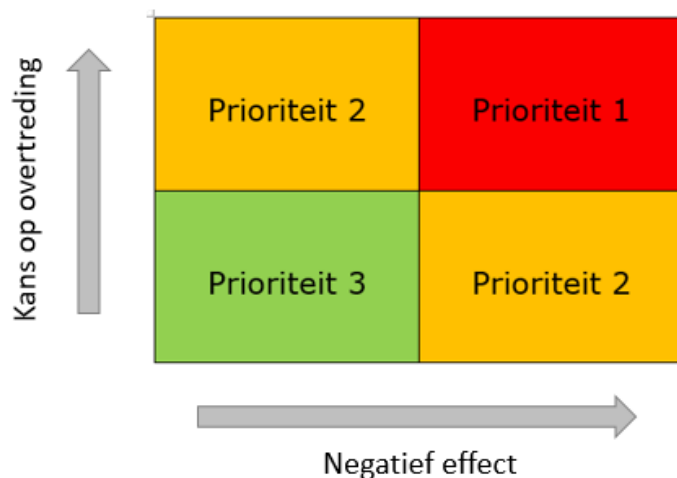 Kans op overtreding
Prioriteit 2
Prioriteit 1
Prioriteit 3
Prioriteit 2
Negatief effect